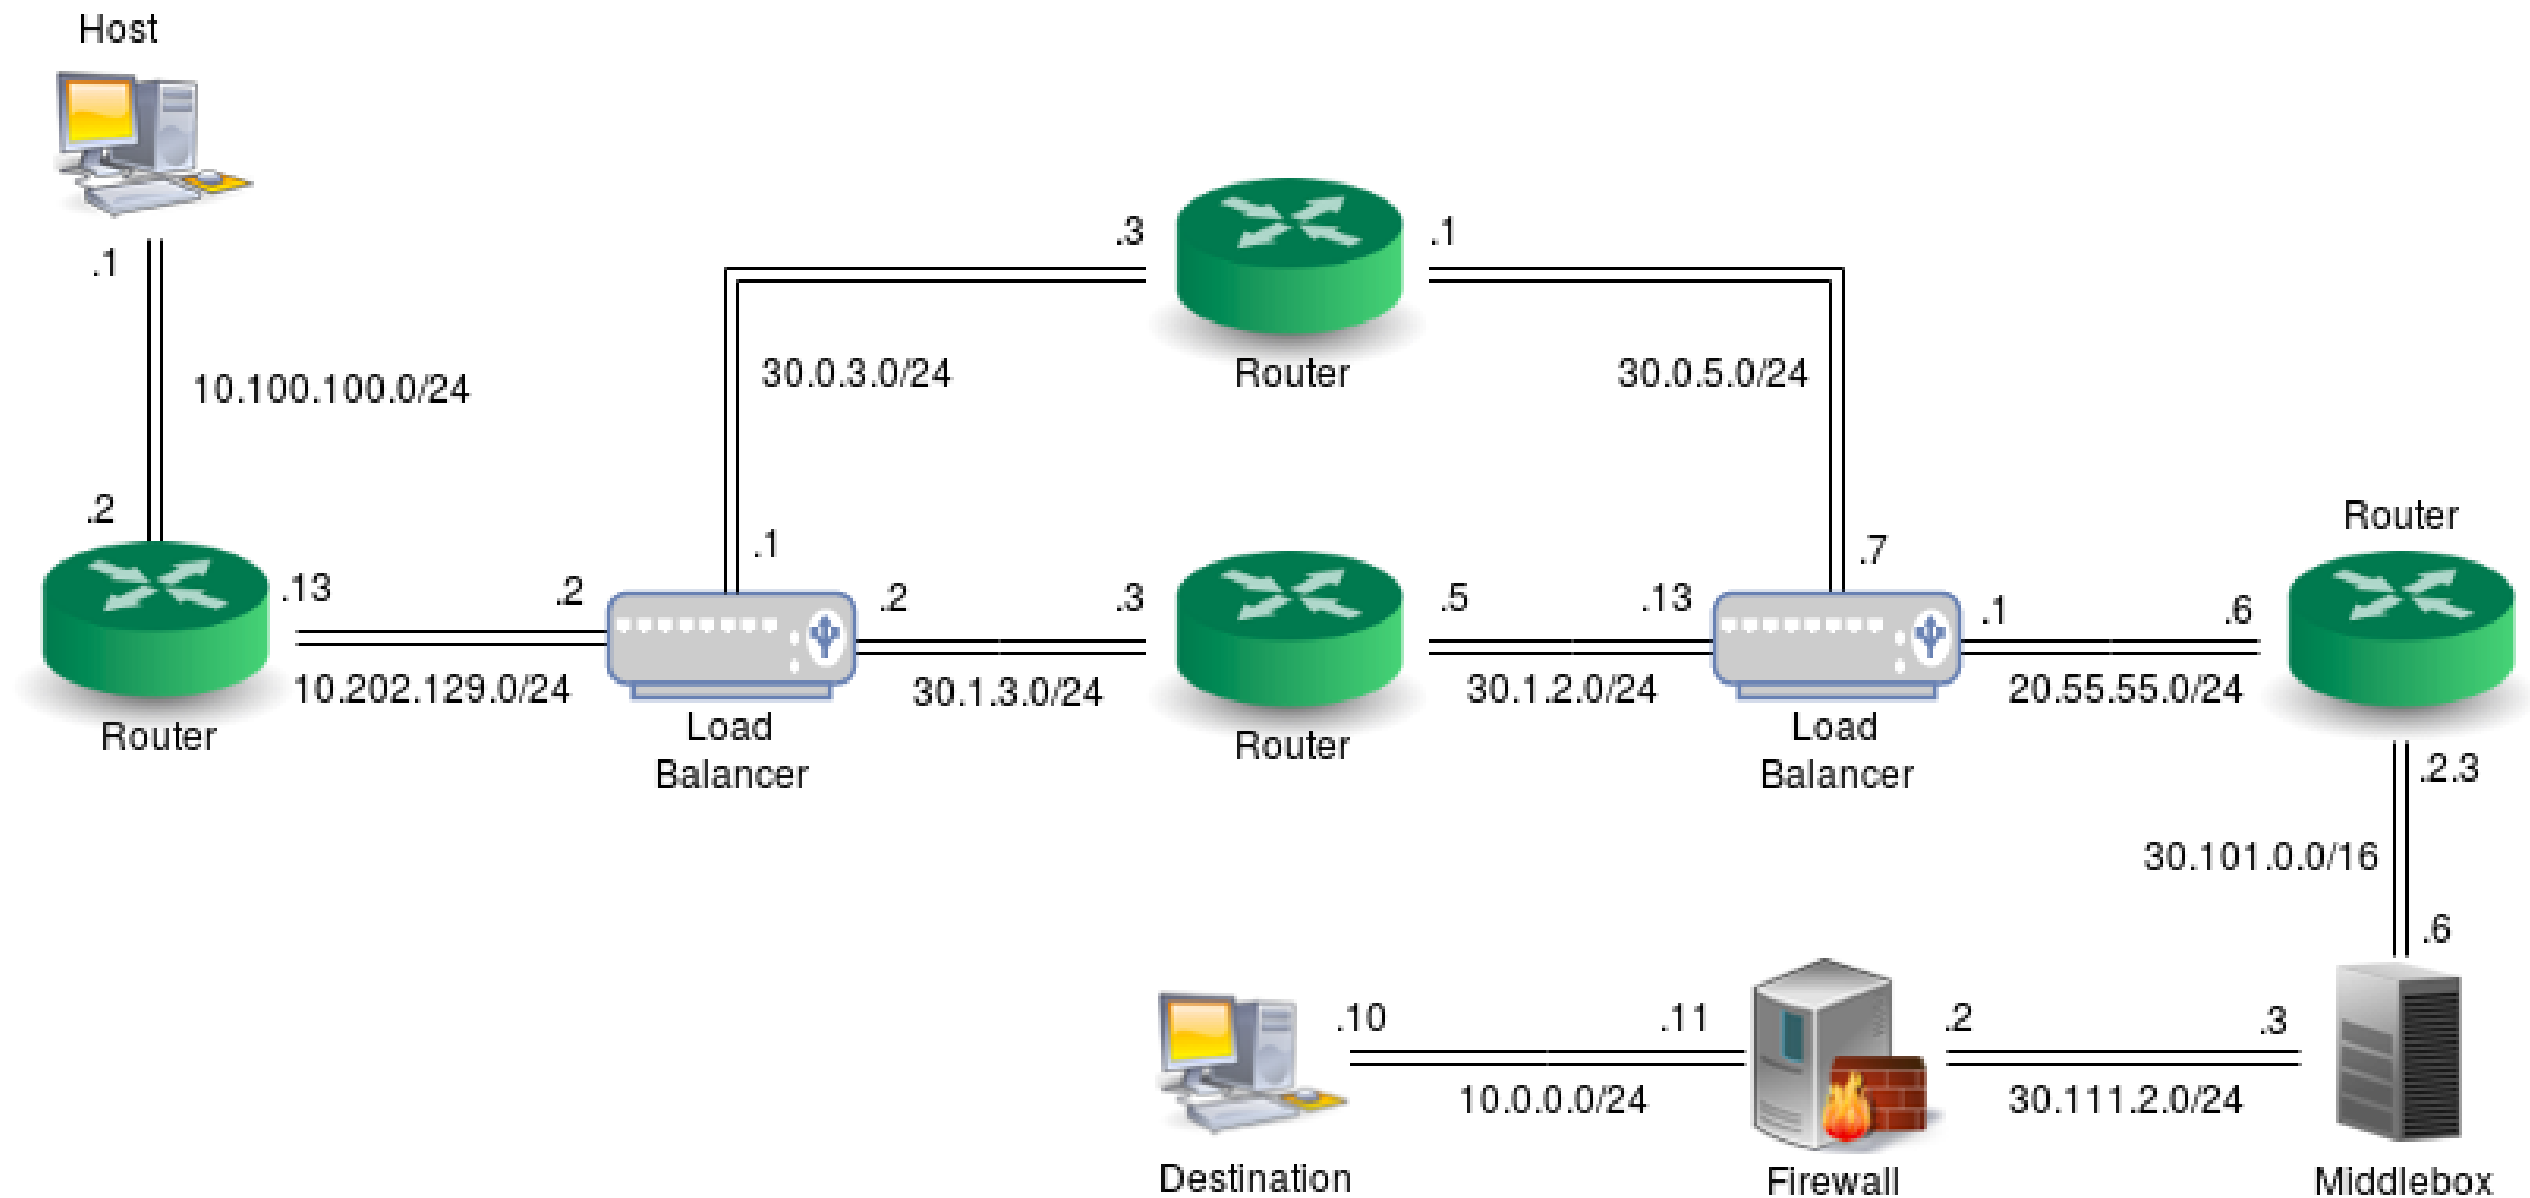 Host
.1
10.100.100.0/24
.2
.13
.2
10.202.129.0/24
Router
.1
30.0.3.0/24
.3
.1
Router
30.0.5.0/24
.7
Load
Balancer
.2
.3
30.1.3.0/24
Router
.5
.13
30.1.2.0/24
Load
Balancer
.1
.6
20.55.55.0/24
Router
.2.3
30.101.0.0/16
.6
Middlebox
.3
.2
30.111.2.0/24
Firewall
.11
.10
10.0.0.0/24
Destination